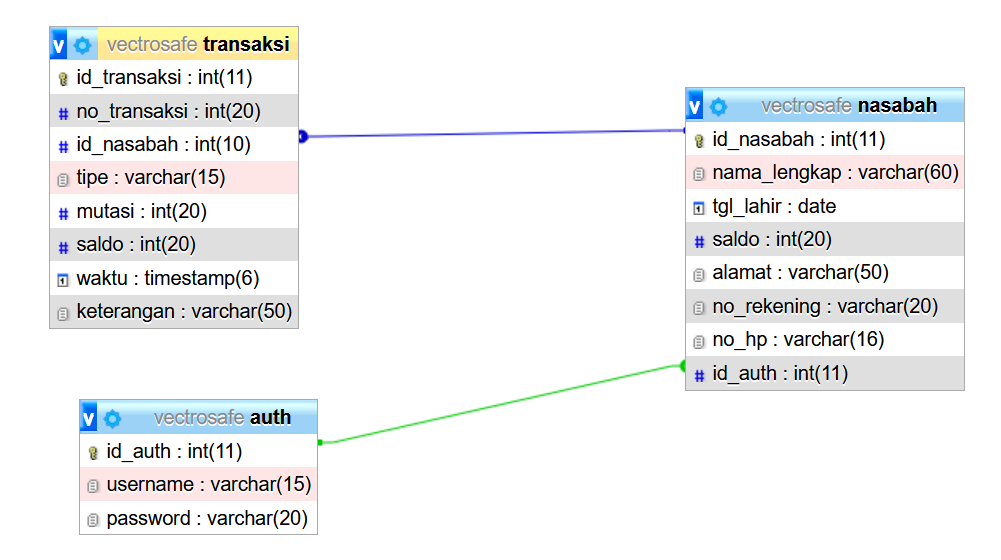 v vectrosafe transaksi
id_transaksi : int(11)
# no_transaksi : int(20)
# id_nasabah : int(10)
tipe : varchar(15)
# mutasi : int(20)
# saldo : int(20)
waktu : timestamp(6)
keterangan : varchar(50)
v vectrosafe nasabah
id_nasabah : int(11)
nama_lengkap : varchar(60)
tgl_lahir : date
# saldo : int(20)
alamat : varchar(50)
no_rekening : varchar(20)
no_hp : varchar(16)
# id_auth : int(11)
v vectrosafe auth
id_auth : int(11)
username : varchar(15)
password : varchar(20)